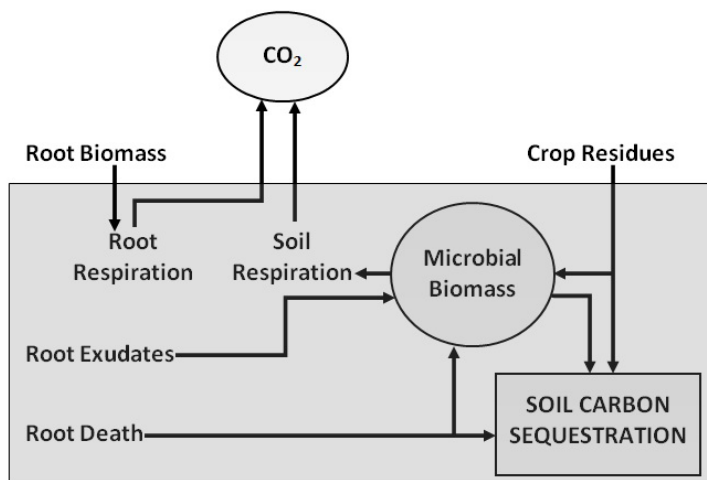 CO₂
Root Biomass
Crop Residues
Root
Respiration
Soil
Respiration
Microbial
Biomass
Root Exudates
Root Death
SOIL CARBON
SEQUESTRATION